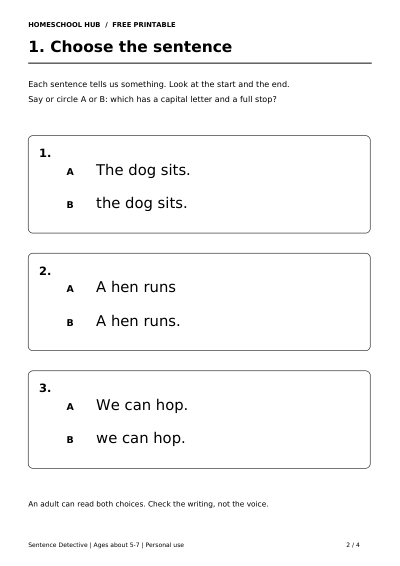 HOMESCHOOL HUB / FREE PRINTABLE
1. Choose the sentence
Each sentence tells us something. Look at the start and the end.
Say or circle A or B: which has a capital letter and a full stop?
1.
A The dog sits.
B the dog sits.
2.
A A hen runs
B A hen runs.
3.
A We can hop.
B we can hop.
An adult can read both choices. Check the writing, not the voice.
Sentence Detective | Ages about 5-7 | Personal use 2 / 4